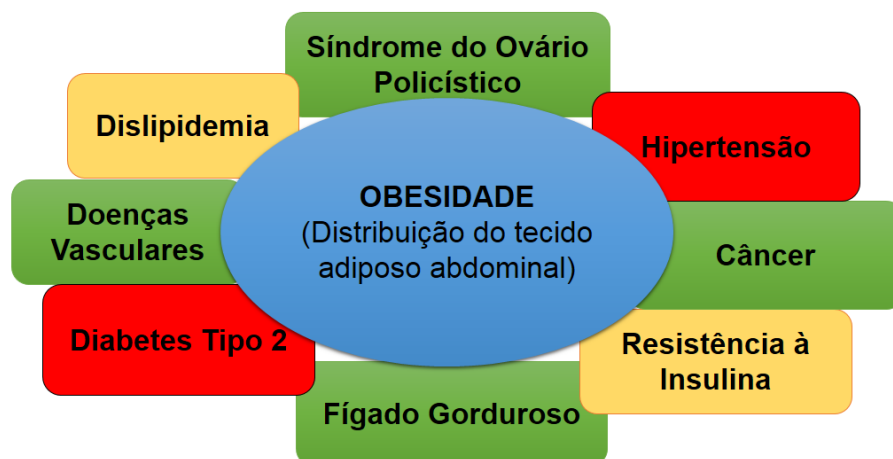 Síndrome do Ovário
Policístico
Dislipidemia
Hipertensão
OBESIDADE
(Distribuição do tecido
adiposo abdominal)
Doenças
Vasculares
Câncer
Diabetes Tipo 2
Resistência à
Insulina
Fígado Gorduroso